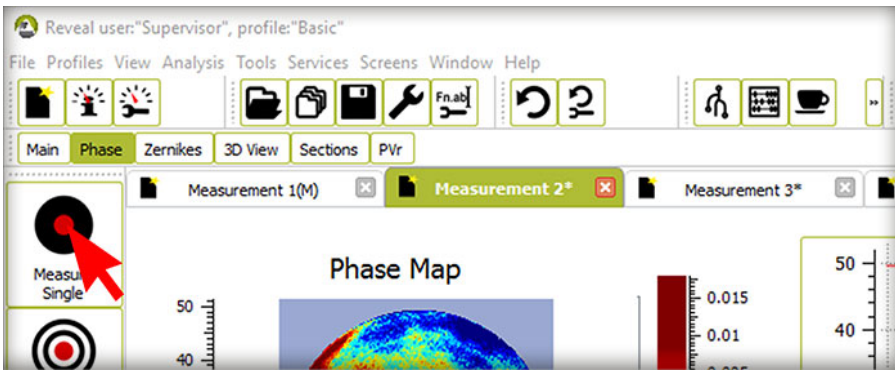 Reveal user:"Supervisor", profile:"Basic"
File Profiles View Analysis Tools Services Screens Window Help
Fn.ab
»
Main Phase Zernikes 3D View Sections PVr
Measurement 1(M) Measurement 2* Measurement 3*
Single
Phase Map
50
40
0.015
0.01
50
40